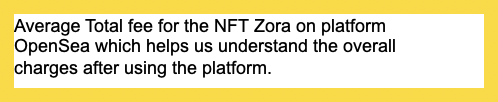 Average Total fee for the NFT Zora on platform
OpenSea which helps us understand the overall
charges after using the platform.